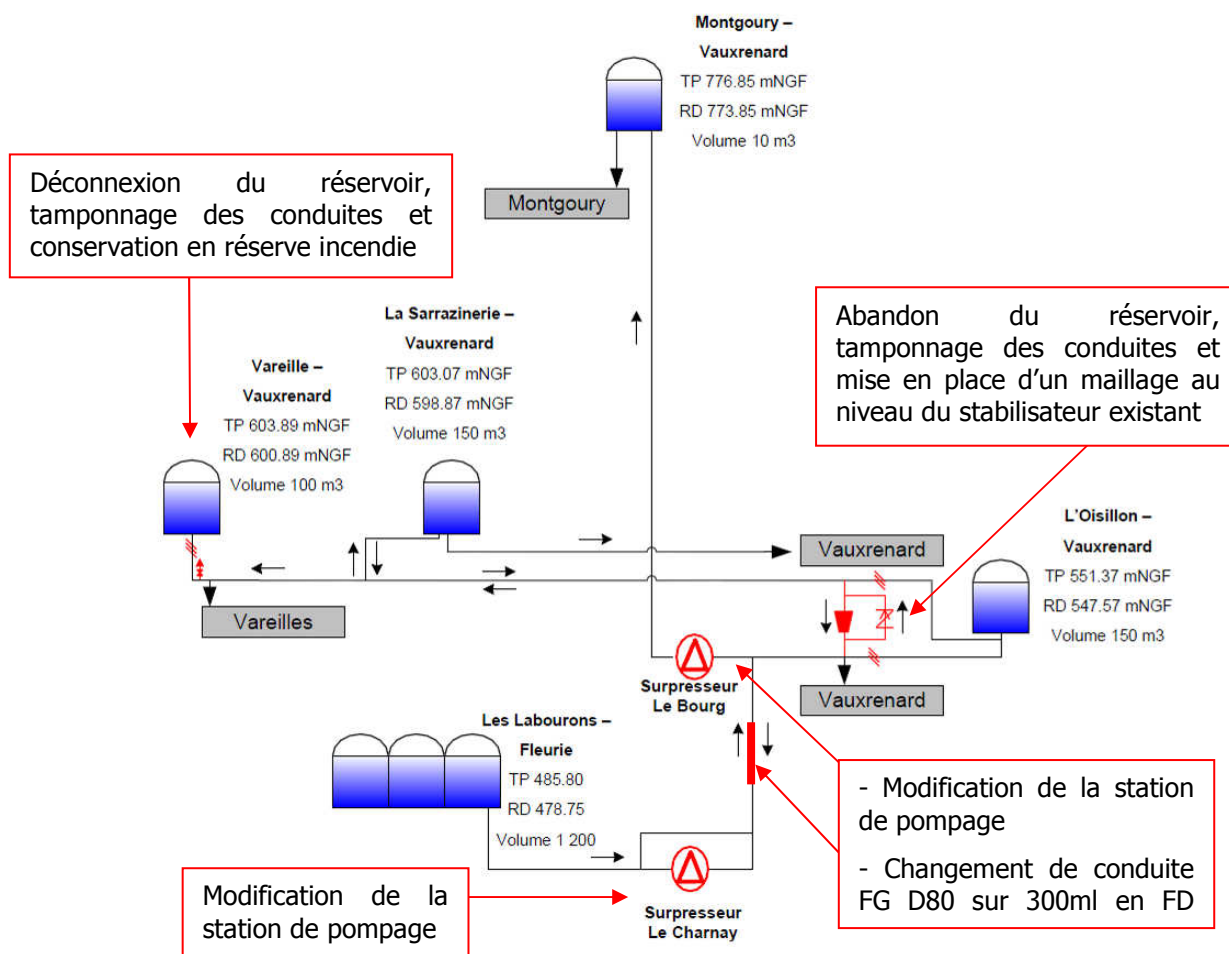 Montgoury –
Vauxrenard
TP 776.85 mNGF
RD 773.85 mNGF
Volume 10 m3
Déconnexion du réservoir,
tamponnage des conduites et
conservation en réserve incendie
Montgoury
La Sarrazinerie –
Vauxrenard
TP 603.07 mNGF
RD 598.87 mNGF
Volume 150 m3
Abandon du réservoir,
tamponnage des conduites et
mise en place d'un maillage au
niveau du stabilisateur existant
Vareille –
Vauxrenard
TP 603.89 mNGF
RD 600.89 mNGF
Volume 100 m3
L'Oisillon –
Vauxrenard
TP 551.37 mNGF
RD 547.57 mNGF
Volume 150 m3
Vauxrenard
Vareilles
Surpresseur
Le Bourg
Vauxrenard
Les Labourons –
Fleurie
TP 485.80
RD 478.75
Volume 1 200
- Modification de la station
de pompage
- Changement de conduite
FG D80 sur 300ml en FD
Modification de la
station de pompage
Surpresseur
Le Charnay